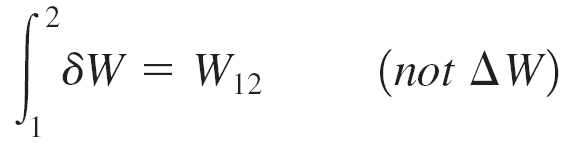 ∫₁² δW = W₁₂ (not ΔW)